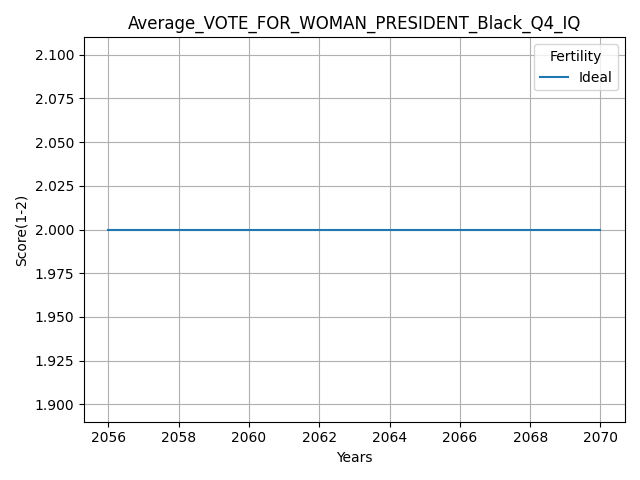 Average_VOTE_FOR_WOMAN_PRESIDENT_Black_Q4_IQ
Fertility
Ideal
2.100
2.075
2.050
2.025
2.000
1.975
1.950
1.925
1.900
Score(1-2)
2056 2058 2060 2062 2064 2066 2068 2070
Years